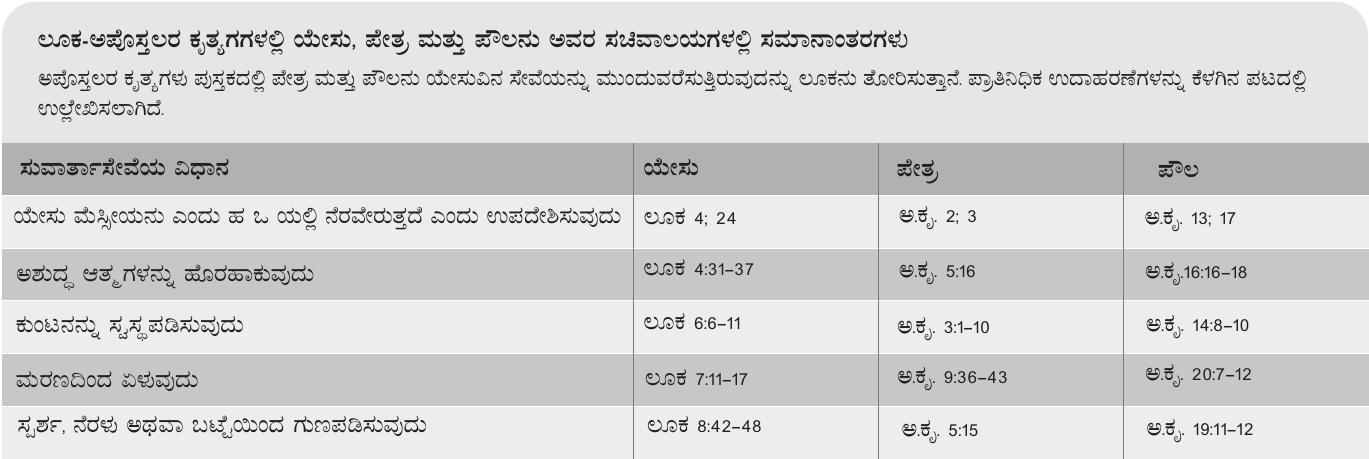 ಲೂಕ-ಅಪೊಸ್ತಲರ ಕೃತ್ಯಗಗಳಲ್ಲಿ ಯೇಸು, ಪೇತ್ರ ಮತ್ತು ಪೌಲನು ಅವರ ಸಚಿವಾಲಯಗಳಲ್ಲಿ ಸಮಾನಾಂತರಗಳು
ಅಪೊಸ್ತಲರ ಕೃತ್ಯಗಳು ಪುಸ್ತಕದಲ್ಲಿ ಪೇತ್ರ ಮತ್ತು ಪೌಲನು ಯೇಸುವಿನ ಸೇವೆಯನ್ನು ಮುಂದುವರೆಸುತ್ತಿರುವುದನ್ನು ಲೂಕನು ತೋರಿಸುತ್ತಾನೆ. ಪ್ರಾತಿನಿಧಿಕ ಉದಾಹರಣೆಗಳನ್ನು ಕೆಳಗಿನ ಪಟದಲ್ಲಿ
ಉಲ್ಲೇಖಿಸಲಾಗಿದೆ.
ಸುವಾರ್ತಾಸೇವೆಯ ವಿಧಾನ ಯೇಸು ಪೇತ್ರ ಪೌಲ
ಯೇಸು ಮೆಸ್ಸೀಯನು ಎಂದು ಹ ಒ ಯಲ್ಲಿ ನೆರವೇರುತ್ತದೆ ಎಂದು ಉಪದೇಶಿಸುವುದು ಲೂಕ 4; 24 ಅ.ಕೃ. 2; 3 ಅ.ಕೃ. 13; 17
ಅಶುದ್ಧ ಆತ್ಮಗಳನ್ನು ಹೊರಹಾಕುವುದು ಲೂಕ 4:31–37 ಅ.ಕೃ. 5:16 ಅ.ಕೃ.16:16–18
ಕುಂಟನನ್ನು ಸ್ವಸ್ಥಪಡಿಸುವುದು ಲೂಕ 6:6–11 ಅ.ಕೃ. 3:1–10 ಅ.ಕೃ. 14:8–10
ಮರಣದಿಂದ ಏಳುವುದು ಲೂಕ 7:11–17 ಅ.ಕೃ. 9:36–43 ಅ.ಕೃ. 20:7–12
ಸ್ಪರ್ಶ, ನೆರಳು ಅಥವಾ ಬಟ್ಟೆಯಿಂದ ಗುಣಪಡಿಸುವುದು ಲೂಕ 8:42–48 ಅ.ಕೃ. 5:15 ಅ.ಕೃ. 19:11–12